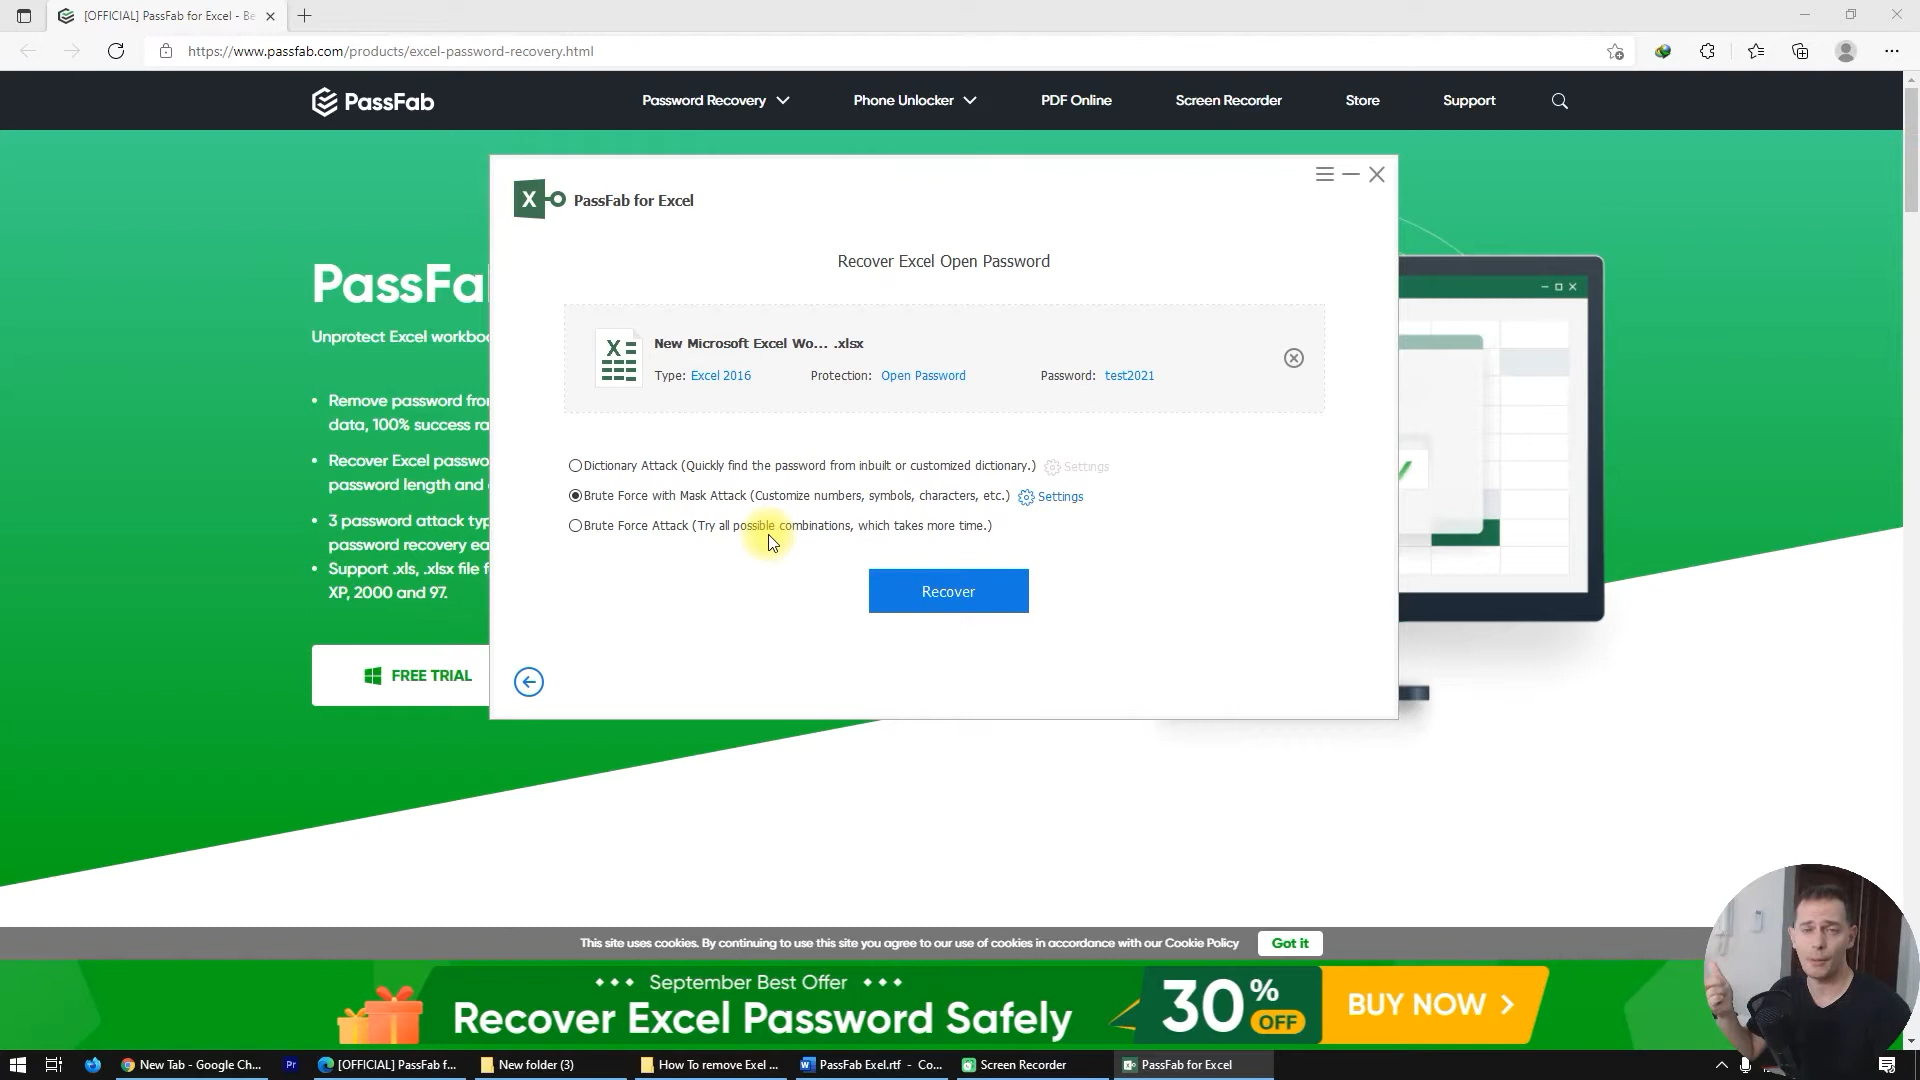 [OFFICIAL] PassFab for Excel - Be
https://www.passfab.com/products/excel-password-recovery.html
PassFab
Password Recovery
Phone Unlocker
PDF Online
Screen Recorder
Store
Support
PassFab for Excel
Recover Excel Open Password
New Microsoft Excel Wo... .xlsx
Type: Excel 2016
Protection: Open Password
Password: test2021
Dictionary Attack (Quickly find the password from inbuilt or customized dictionary.)
Settings
Brute Force with Mask Attack (Customize numbers, symbols, characters, etc.)
Settings
Brute Force Attack (Try all possible combinations, which takes more time.)
Recover
PassFa
Unprotect Excel workboo
• Remove password from
data, 100% success ra
• Recover Excel passwo
password length and
• 3 password attack typ
password recovery ea
• Support .xls, .xlsx file f
XP, 2000 and 97.
FREE TRIAL
This site uses cookies. By continuing to use this site you agree to our use of cookies in accordance with our Cookie Policy
Got it
September Best Offer
Recover Excel Password Safely
30% OFF
BUY NOW
New Tab - Google Ch...
Pr
[OFFICIAL] PassFab f...
New folder (3)
How To remove Exel ...
PassFab Exel.rtf - Co...
Screen Recorder
PassFab for Excel